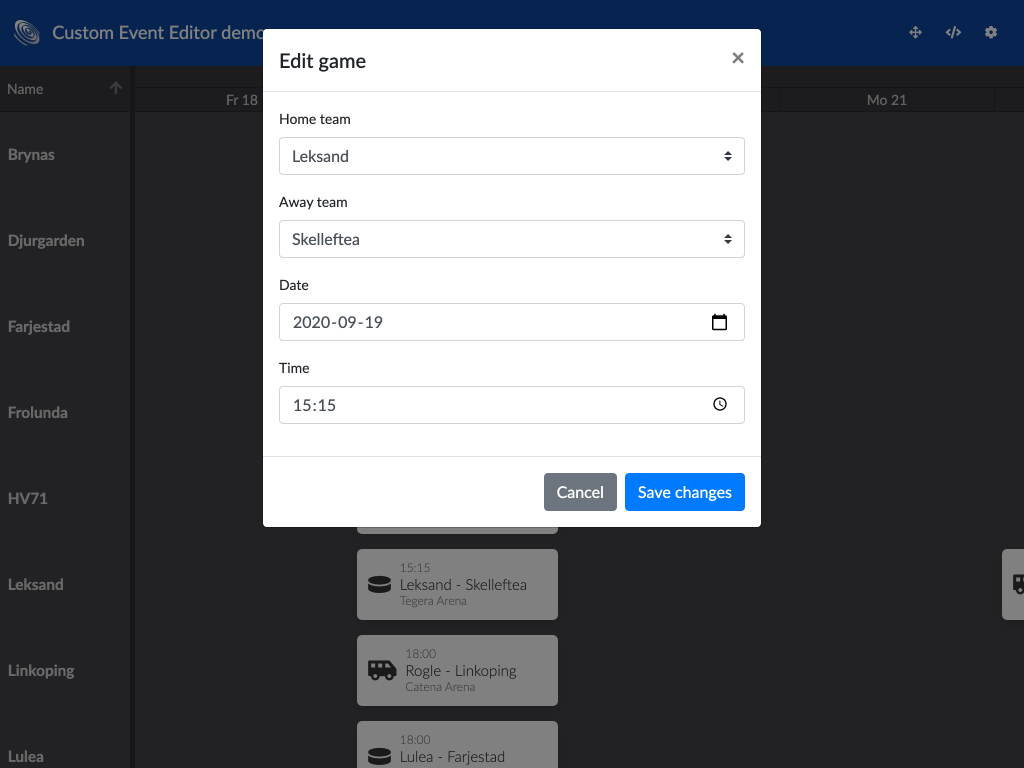 Custom Event Editor demo
Name
Fr 18
Mo 21
Brynas
Djurgarden
Farjestad
Frolunda
HV71
Leksand
Linkoping
Lulea
Edit game
×
Home team
Leksand
Away team
Skelleftea
Date
2020-09-19
Time
15:15
Cancel
Save changes
15:15
Leksand - Skelleftea
Tegera Arena
18:00
Rogle - Linkoping
Catena Arena
18:00
Lulea - Farjestad